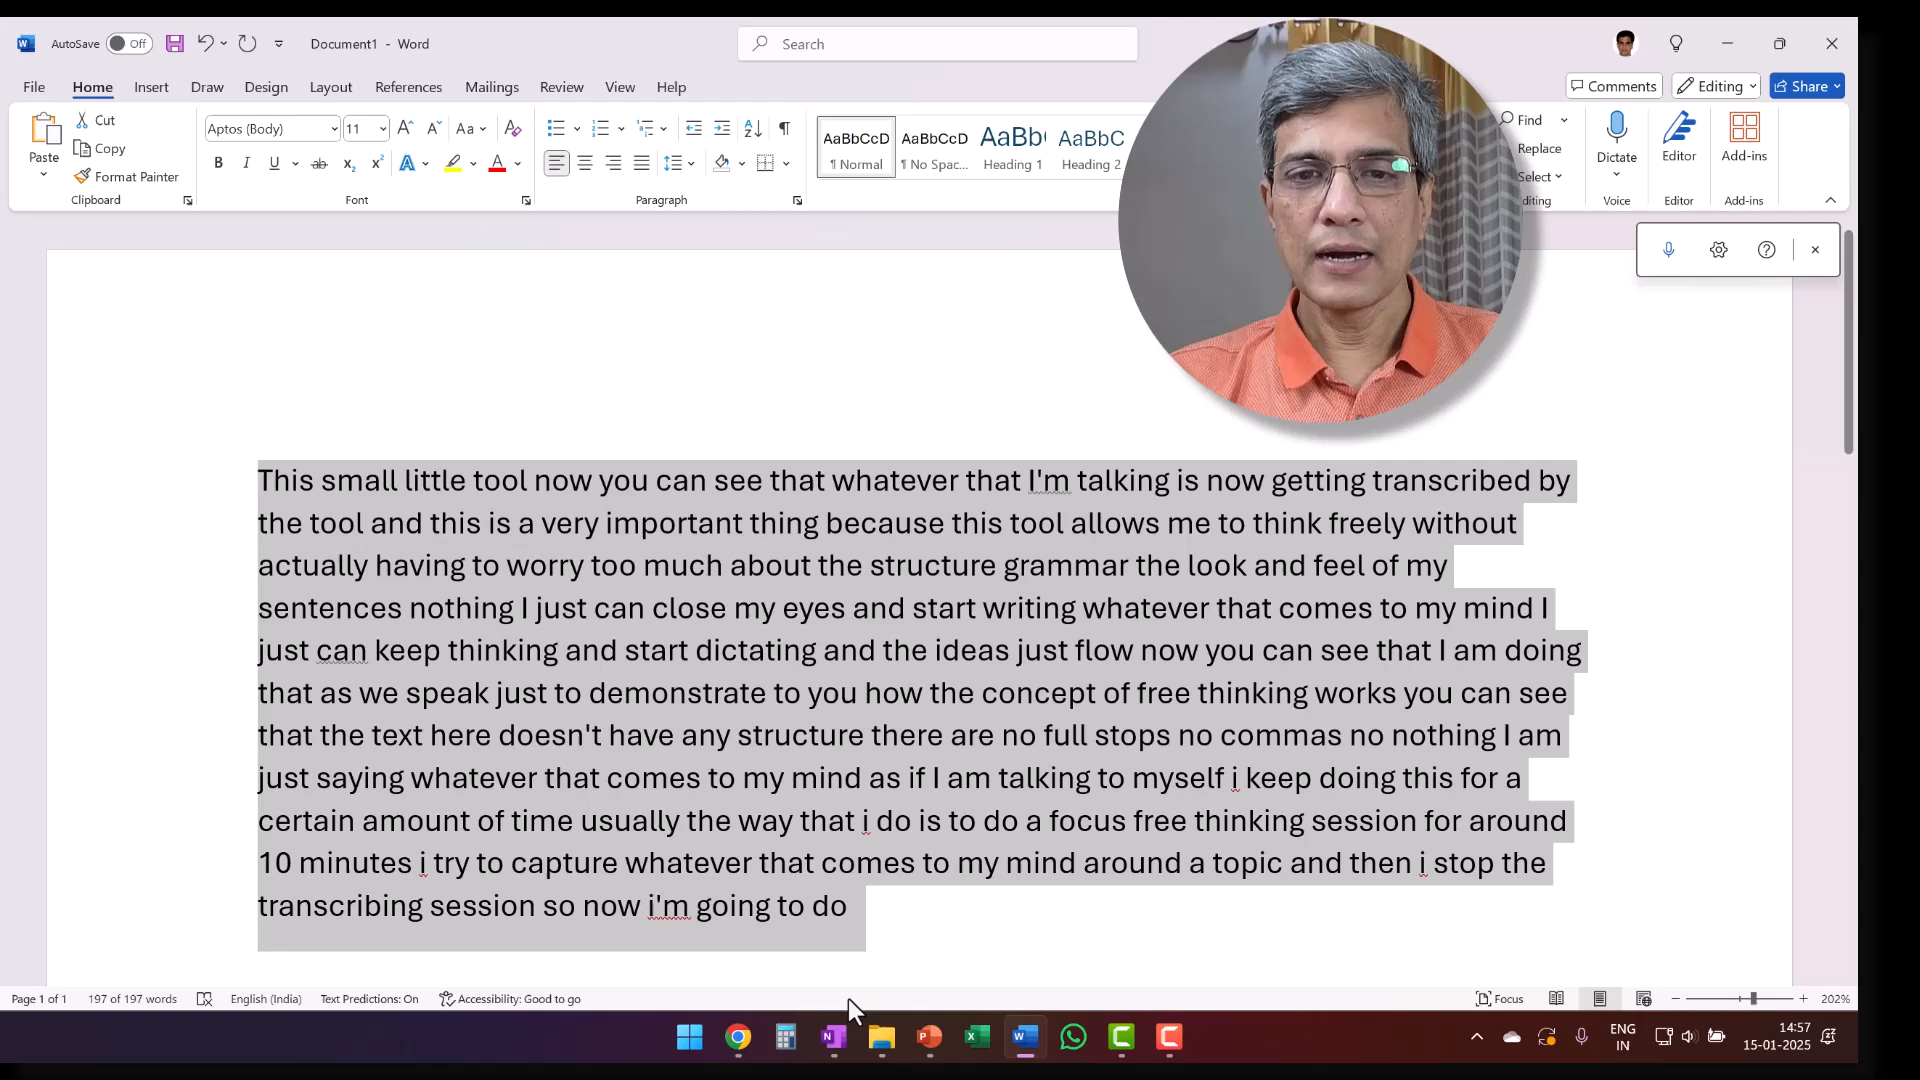 AutoSave Off Document1 - Word Search
File Home Insert Draw Design Layout References Mailings Review View Help Comments Editing Share
Paste Cut Copy Format Painter Clipboard
Aptos (Body) 11 Font
Paragraph
AaBbCcD Normal AaBbCcD No Spac... AaBb Heading 1 AaBbC Heading 2
Find Replace Select
Dictate Voice Editor Editor Add-ins Add-ins
This small little tool now you can see that whatever that I'm talking is now getting transcribed by
the tool and this is a very important thing because this tool allows me to think freely without
actually having to worry too much about the structure grammar the look and feel of my
sentences nothing I just can close my eyes and start writing whatever that comes to my mind I
just can keep thinking and start dictating and the ideas just flow now you can see that I am doing
that as we speak just to demonstrate to you how the concept of free thinking works you can see
that the text here doesn't have any structure there are no full stops no commas no nothing I am
just saying whatever that comes to my mind as if I am talking to myself i keep doing this for a
certain amount of time usually the way that i do is to do a focus free thinking session for around
10 minutes i try to capture whatever that comes to my mind around a topic and then i stop the
transcribing session so now i'm going to do
Page 1 of 1 197 of 197 words English (India) Text Predictions: On Accessibility: Good to go Focus 202%
ENG IN 14:57 15-01-2025